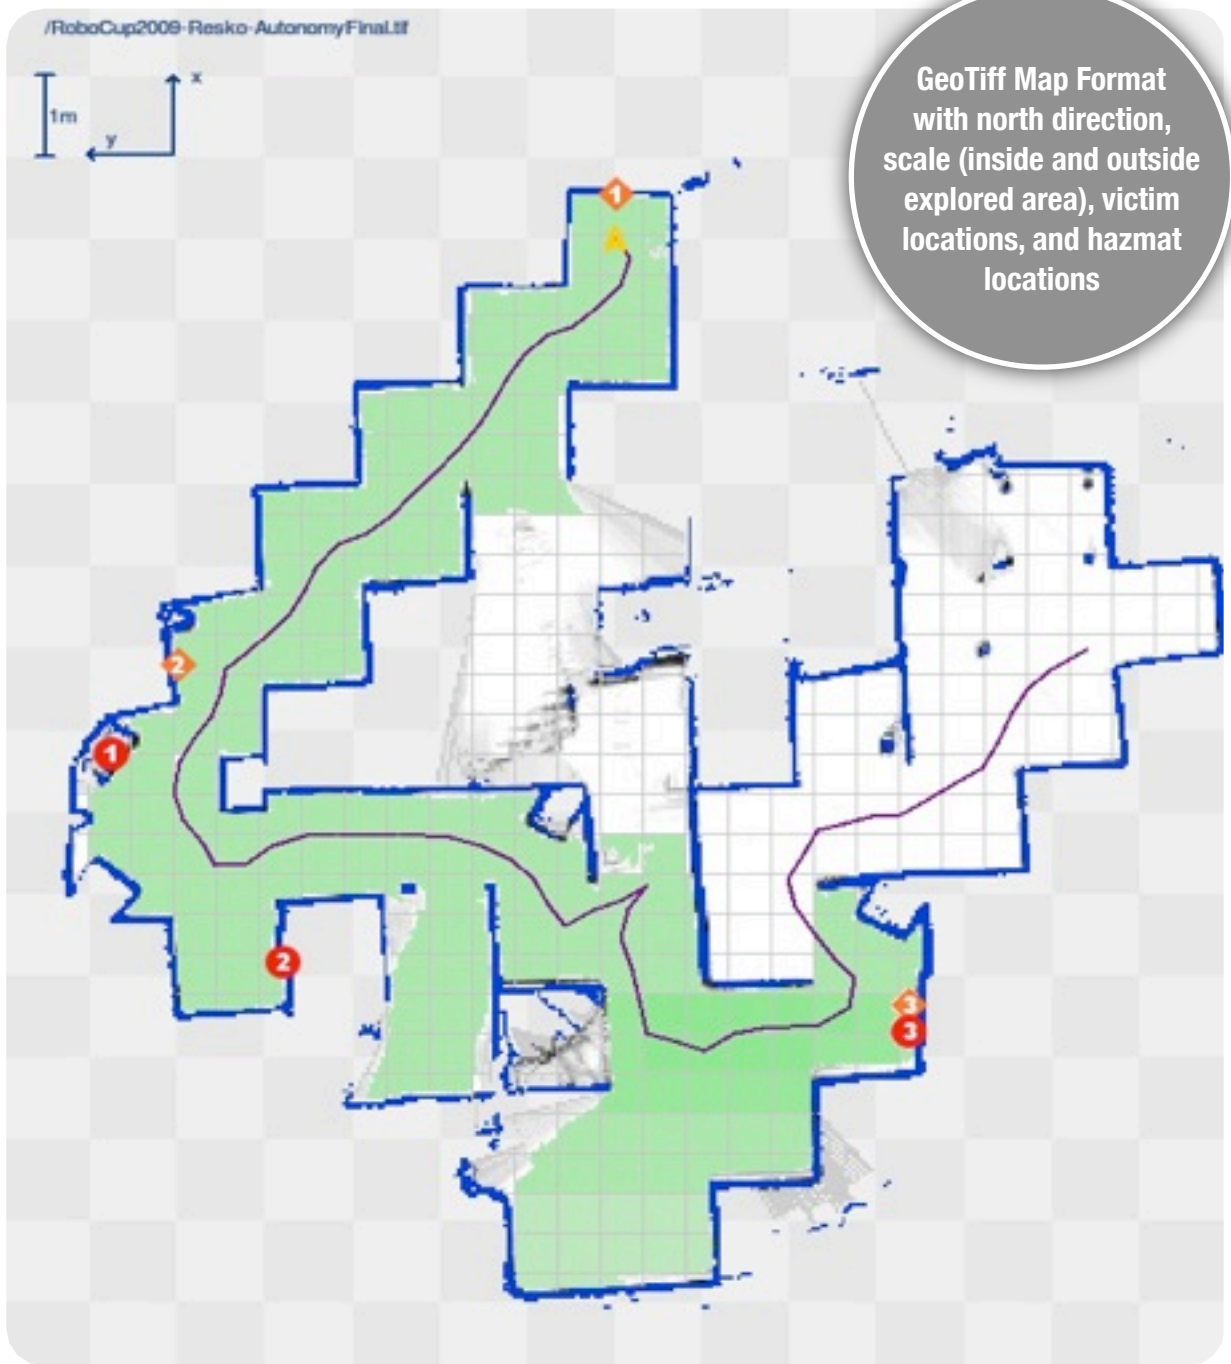 /RoboCup2009-Resko-AutonomyFinal.tif
x
1m
y
GeoTiff Map Format
with north direction,
scale (inside and outside
explored area), victim
locations, and hazmat
locations
1
2
1
2
3
3